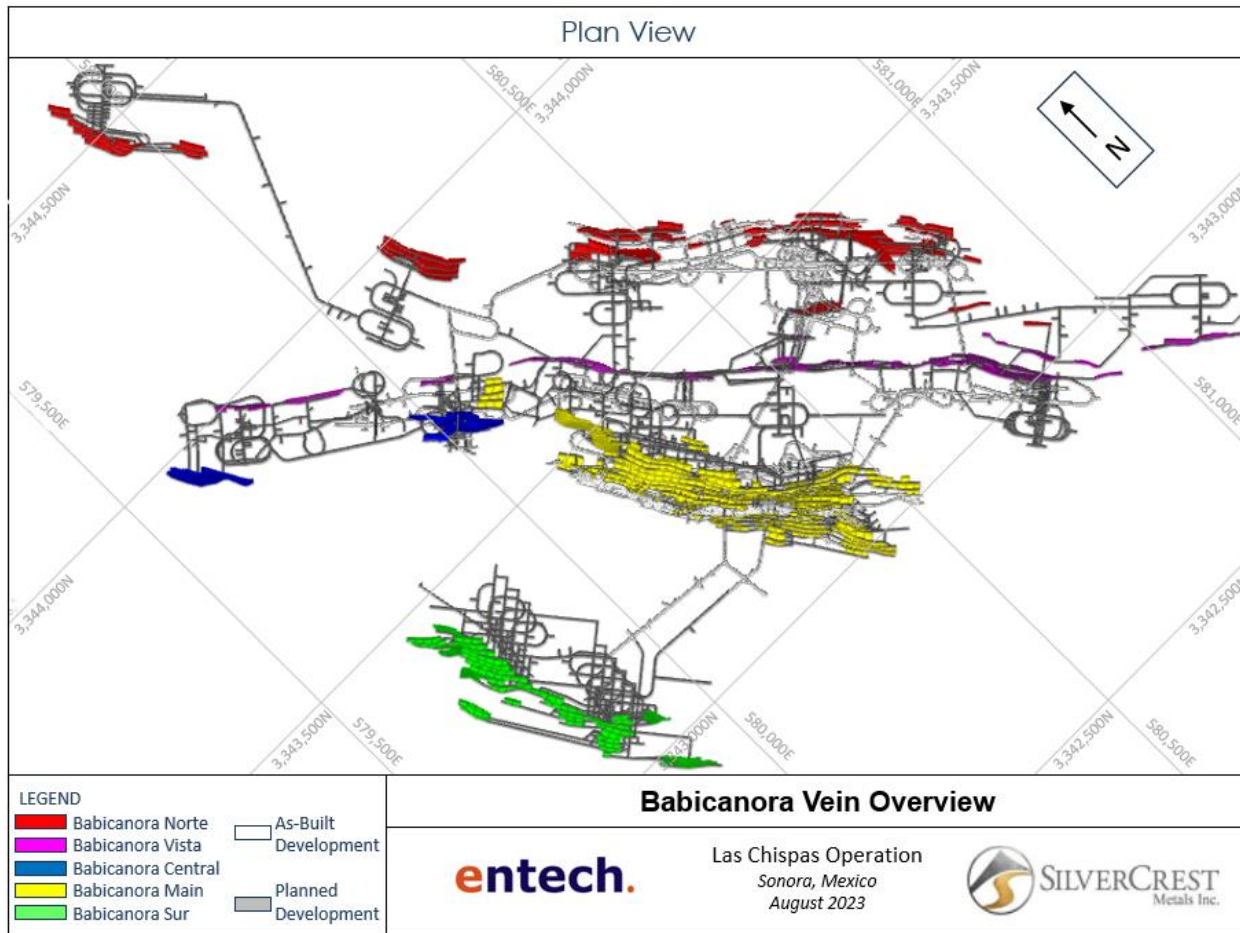 Plan View
580,500E
3,344,000N
581,000E
3,343,500N
N
3,344,500N
3,343,000N
579,500E
581,000E
3,344,000N
3,342,500N
3,343,500N
579,500E
3,343,000N
580,000E
3,342,500N
580,500E
LEGEND
Babicanora Norte
Babicanora Vista
Babicanora Central
Babicanora Main
Babicanora Sur
As-Built
Development
Planned
Development
Babicanora Vein Overview
entech.
Las Chispas Operation
Sonora, Mexico
August 2023
SILVERCREST
Metals Inc.